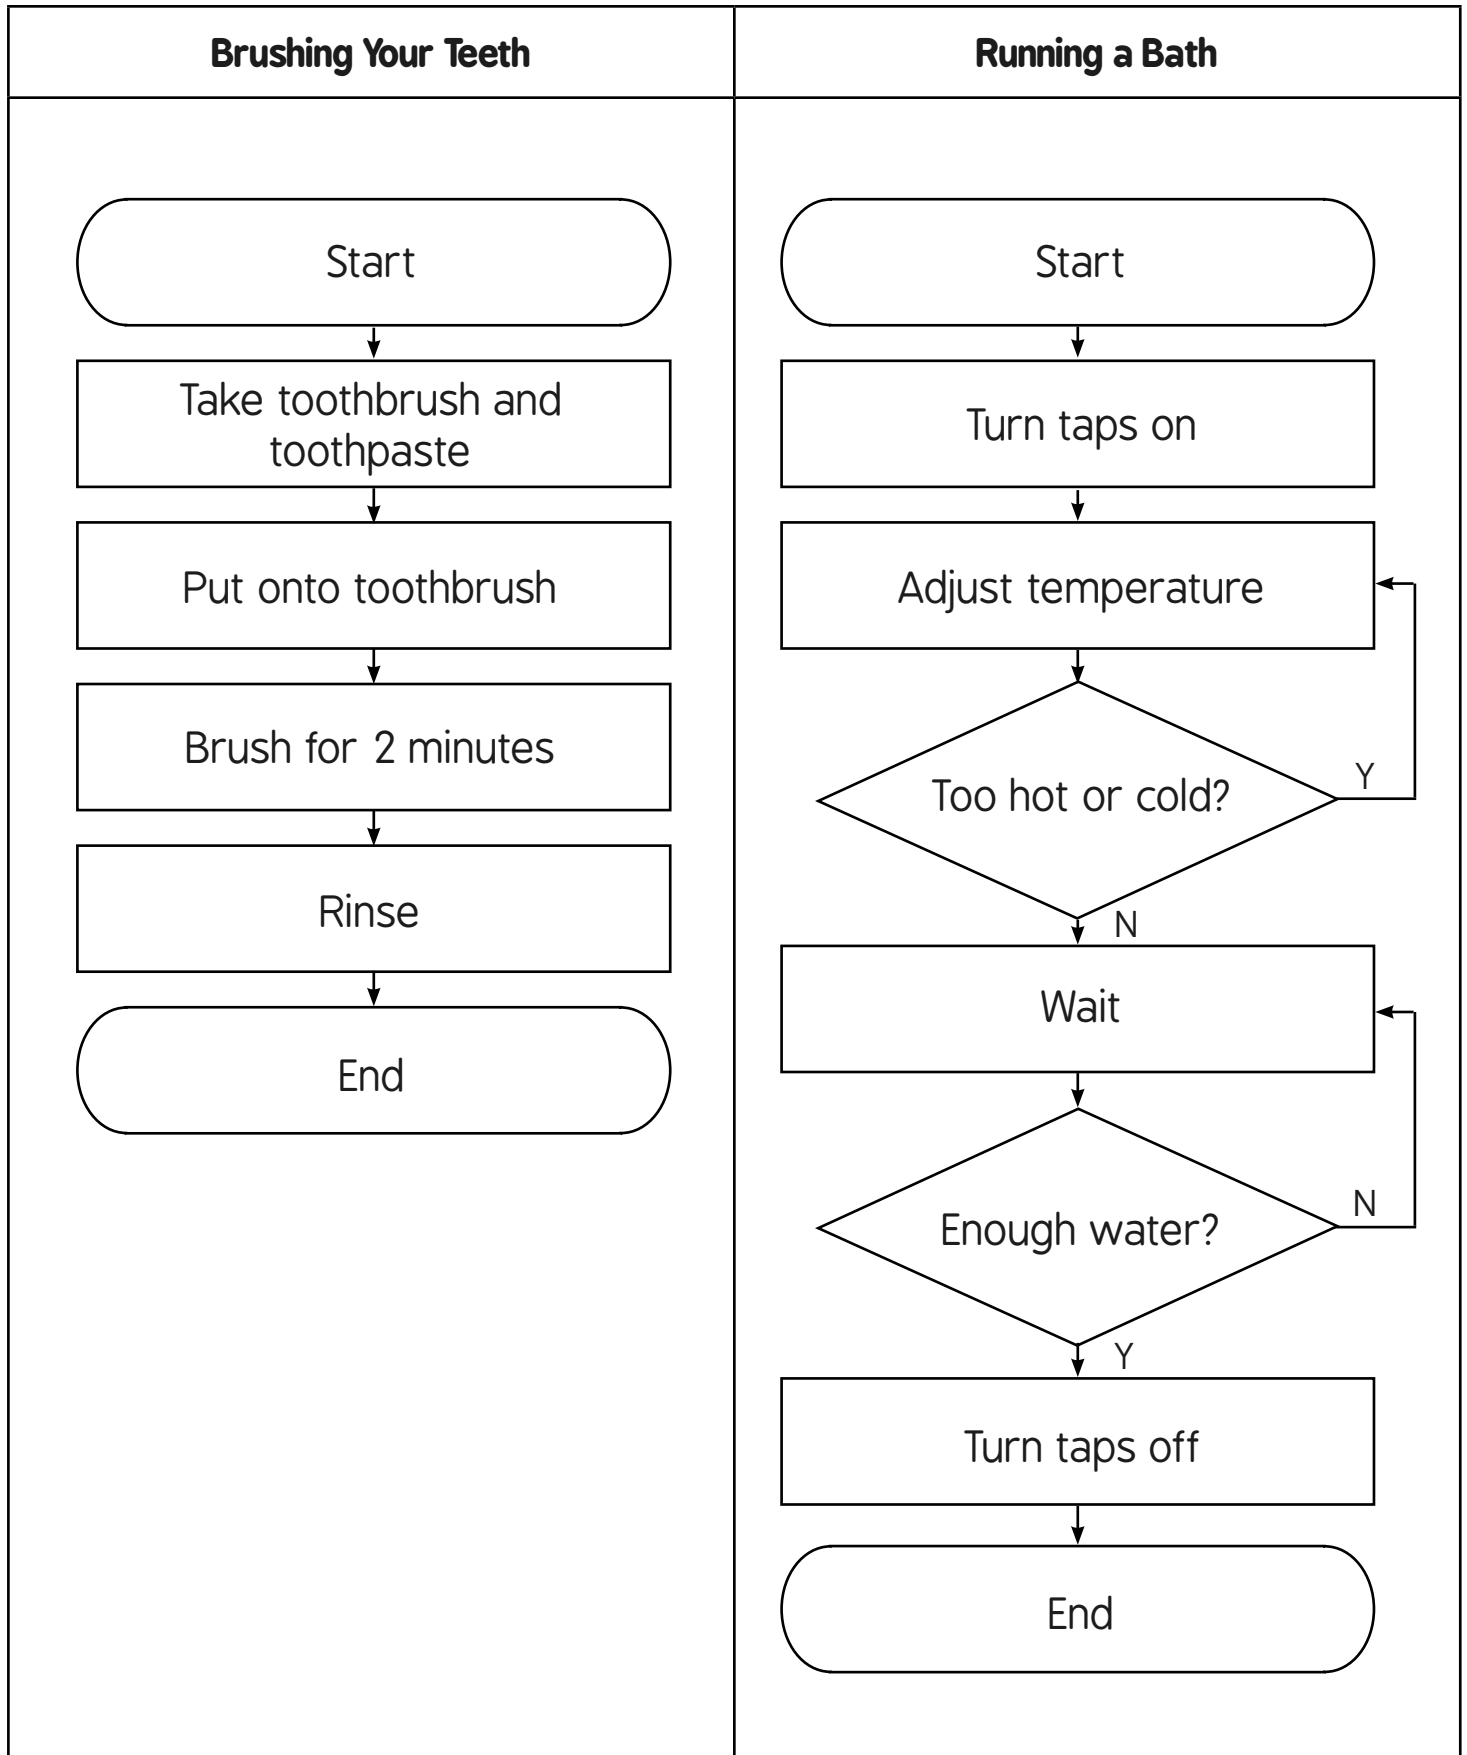 Brushing Your Teeth
Start
Take toothbrush and
toothpaste
Put onto toothbrush
Brush for 2 minutes
Rinse
End
Running a Bath
Start
Turn taps on
Adjust temperature
Too hot or cold?
Y
N
Wait
Enough water?
N
Y
Turn taps off
End